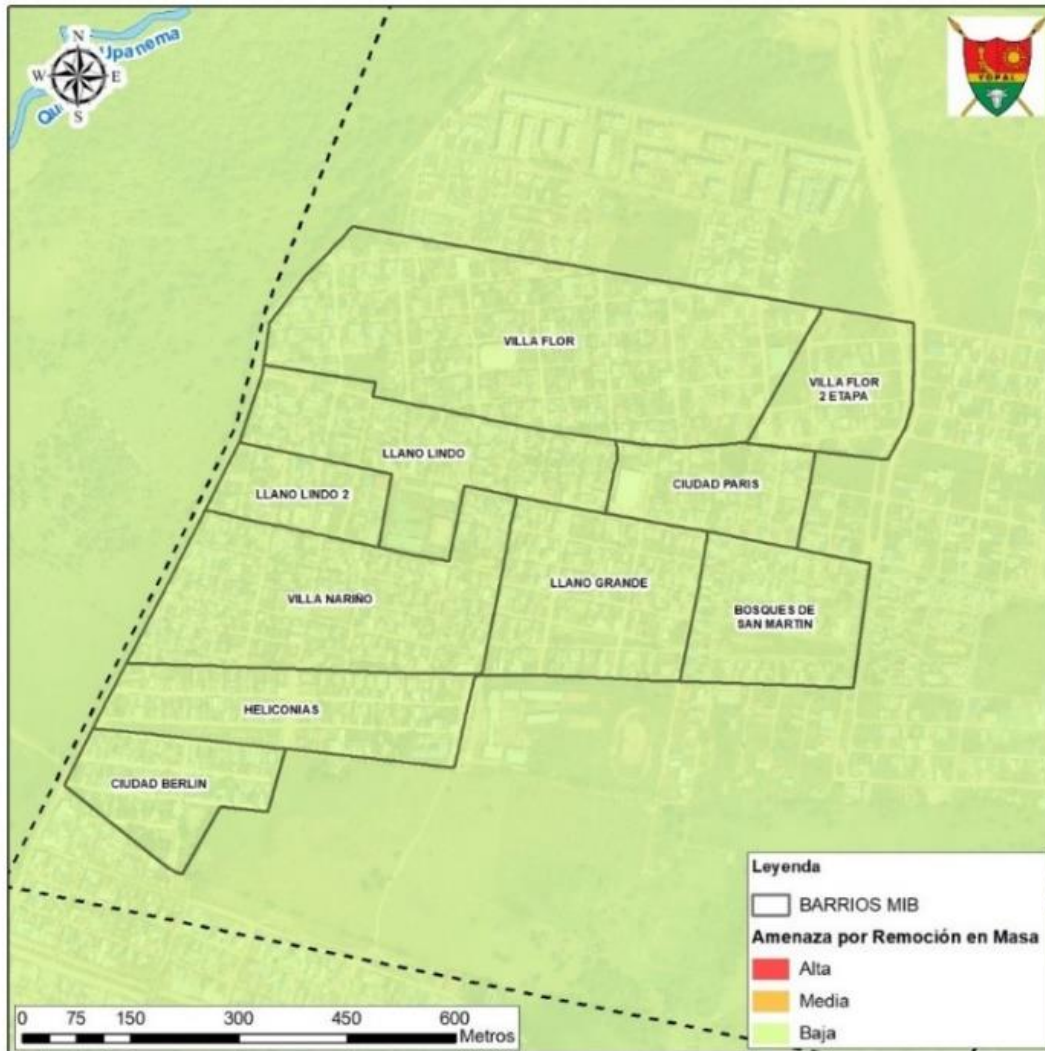 N
Upanema
W
E
Qu
S
YOPAL
VILLA FLOR
VILLA FLOR
2 ETAPA
LLANO LINDO
CIUDAD PARIS
LLANO LINDO 2
LLANO GRANDE
VILLA NARIÑO
BOSQUES DE
SAN MARTIN
HELICONIAS
CIUDAD BERLIN
Leyenda
BARRIOS MIB
Amenaza por Remoción en Masa
Alta
Media
Baja
0 75 150 300 450 600
Metros